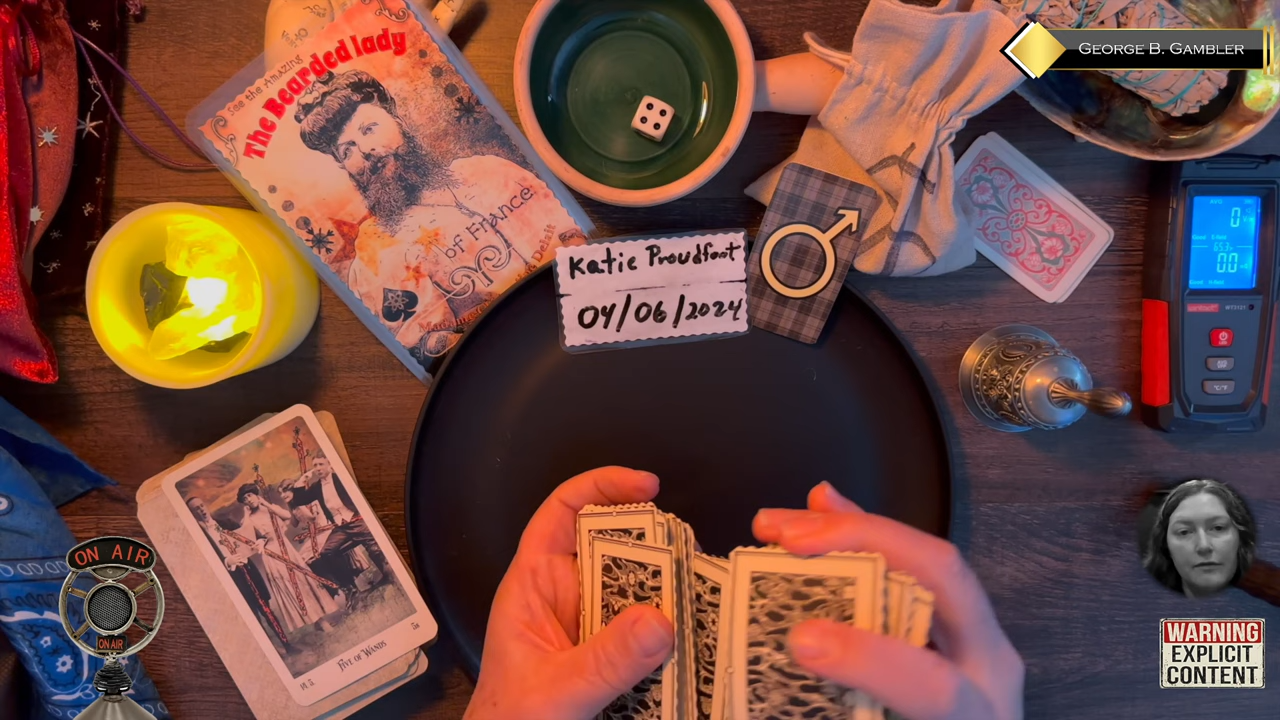 GEORGE B. GAMBLER
See the Amazing
The Bearded lady
of France
Katie Proudfoot
04/06/2024
ON AIR
ON AIR
FIVE OF WANDS
WARNING
EXPLICIT
CONTENT